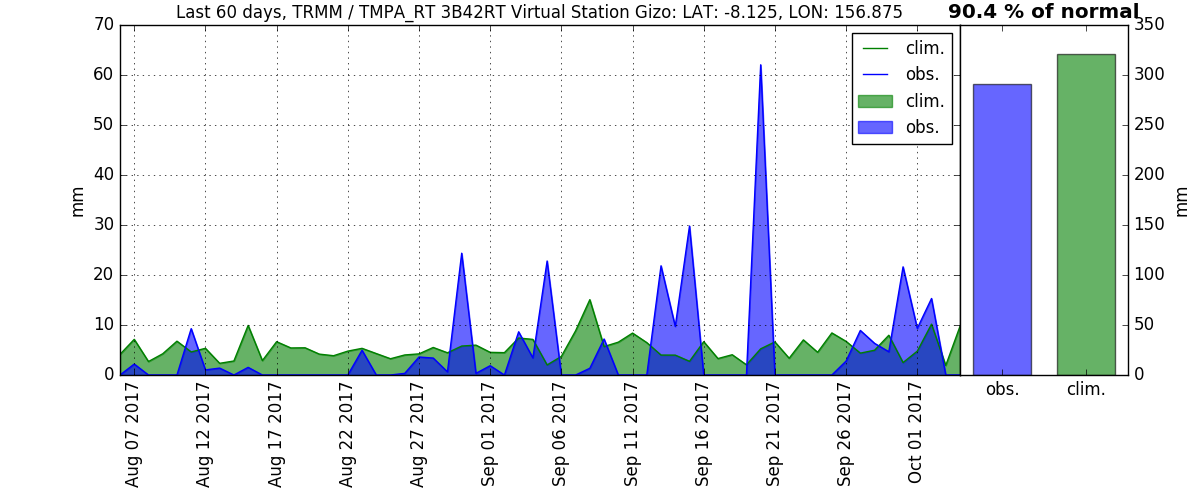 Last 60 days, TRMM / TMPA_RT 3B42RT Virtual Station Gizo: LAT: -8.125, LON: 156.875
90.4 % of normal
70
60
50
40
30
20
10
0
mm
clim.
obs.
clim.
obs.
350
300
250
200
150
100
50
0
mm
Aug 07 2017
Aug 12 2017
Aug 17 2017
Aug 22 2017
Aug 27 2017
Sep 01 2017
Sep 06 2017
Sep 11 2017
Sep 16 2017
Sep 21 2017
Sep 26 2017
Oct 01 2017
obs.
clim.